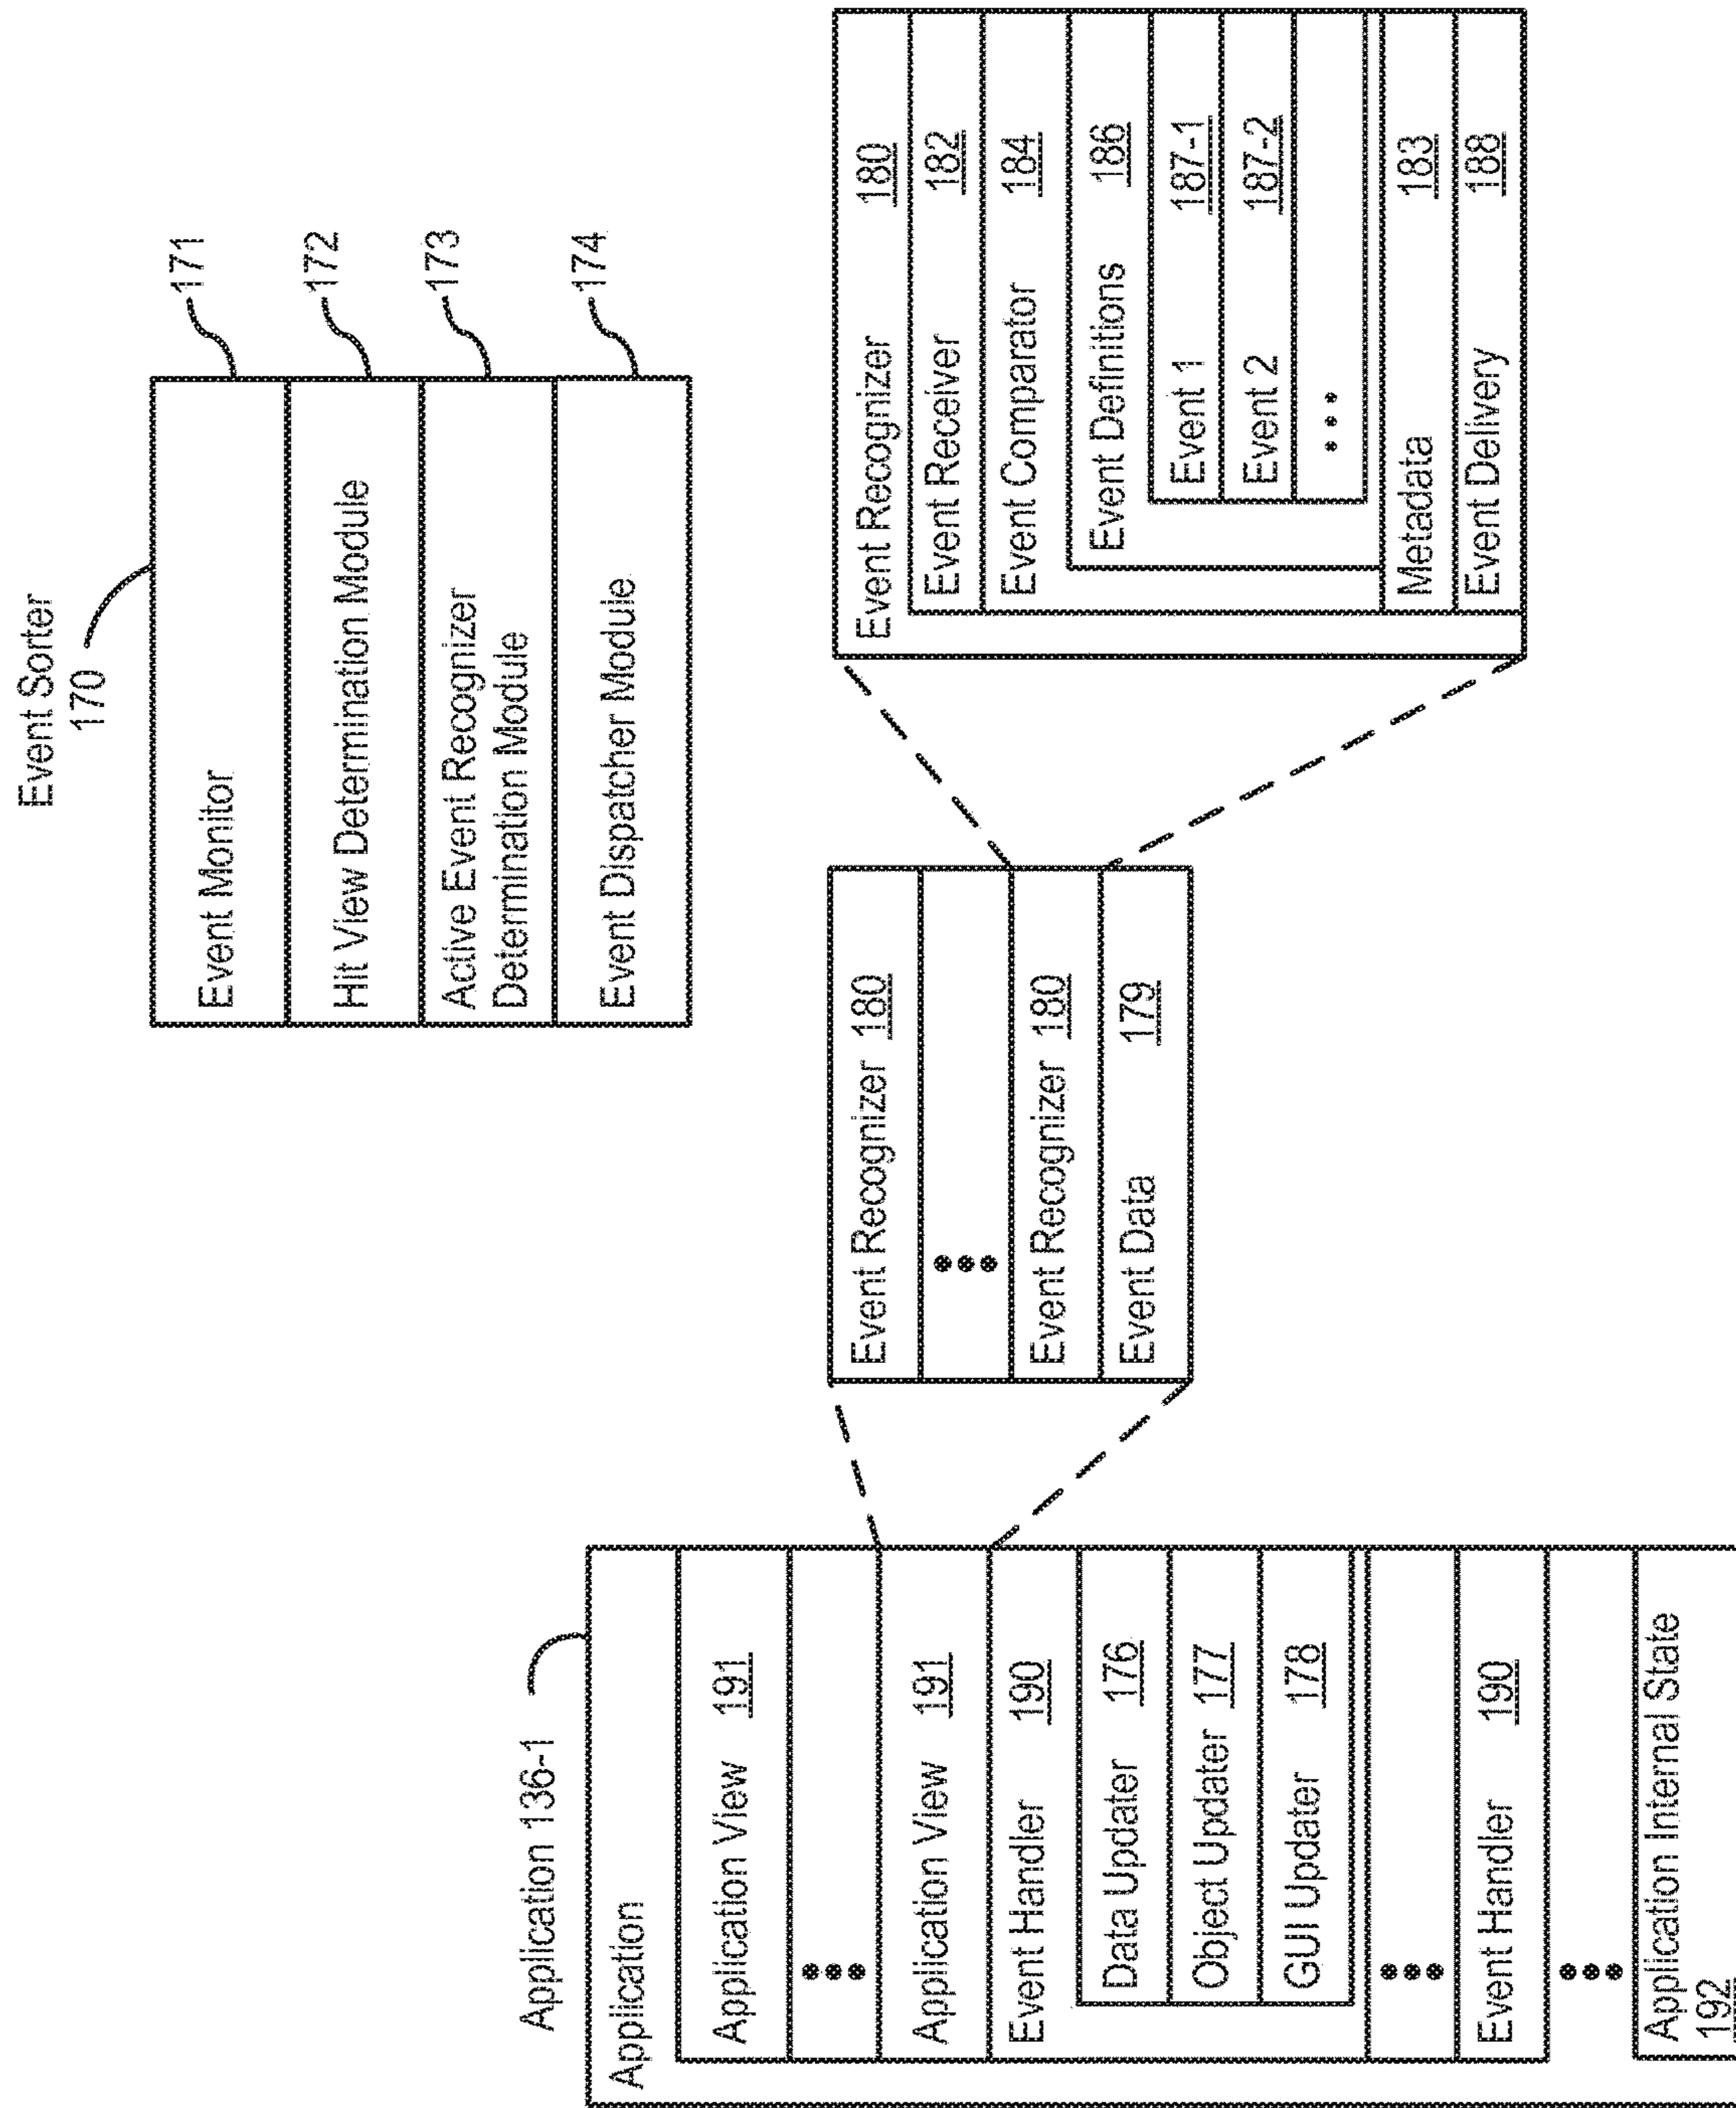 Event Sorter
170
Event Monitor
171
Hit View Determination Module
172
Active Event Recognizer
Determination Module
173
Event Dispatcher Module
174
Application 136-1
Application
Application View 191
Application View 191
Event Handler 190
Data Updater 176
Object Updater 177
GUI Updater 178
Event Handler 190
Application Internal State
192
Event Recognizer 180
Event Recognizer 180
Event Data 179
Event Recognizer 180
Event Receiver 182
Event Comparator 184
Event Definitions 186
Event 1 187-1
Event 2 187-2
Metadata 183
Event Delivery 188